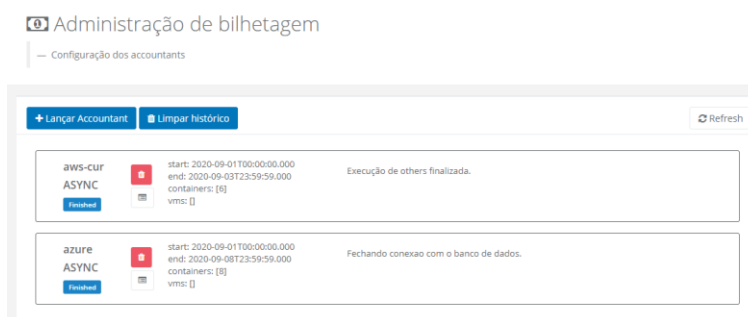 Administração de bilhetagem
— Configuração dos accountants
Lançar Accountant
Limpar histórico
Refresh
aws-cur
ASYNC
Finished
start: 2020-09-01T00:00:00.000
end: 2020-09-03T23:59:59.000
containers: [6]
vms: []
Execução de others finalizada.
azure
ASYNC
Finished
start: 2020-09-01T00:00:00.000
end: 2020-09-08T23:59:59.000
containers: [8]
vms: []
Fechando conexao com o banco de dados.